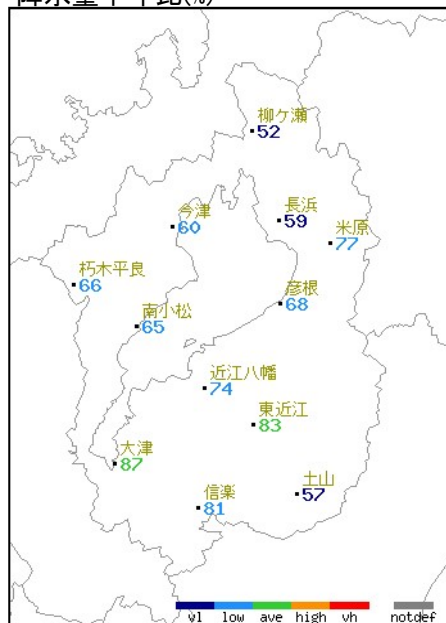 降水量平年比(%)
柳ケ瀬
52
長浜
59
今津
60
米原
77
朽木平良
66
彦根
68
南小松
65
近江八幡
74
東近江
83
大津
87
土山
57
信楽
81
vl low ave high vh notdef